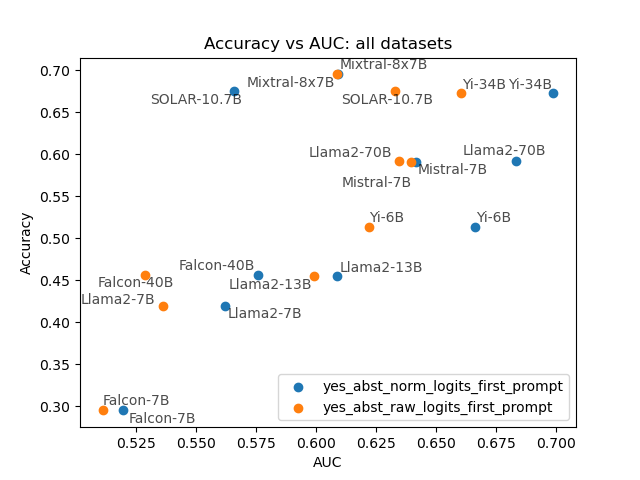 Accuracy vs AUC: all datasets
0.70
0.65
0.60
0.55
0.50
0.45
0.40
0.35
0.30
Accuracy
Mixtral-8x7B
Mixtral-8x7B
SOLAR-10.7B
SOLAR-10.7B
Yi-34B
Yi-34B
Llama2-70B
Llama2-70B
Mistral-7B
Mistral-7B
Yi-6B
Yi-6B
Falcon-40B
Falcon-40B
Llama2-13B
Llama2-13B
Llama2-7B
Llama2-7B
Falcon-7B
Falcon-7B
yes_abst_norm_logits_first_prompt
yes_abst_raw_logits_first_prompt
0.525
0.550
0.575
0.600
0.625
0.650
0.675
0.700
AUC